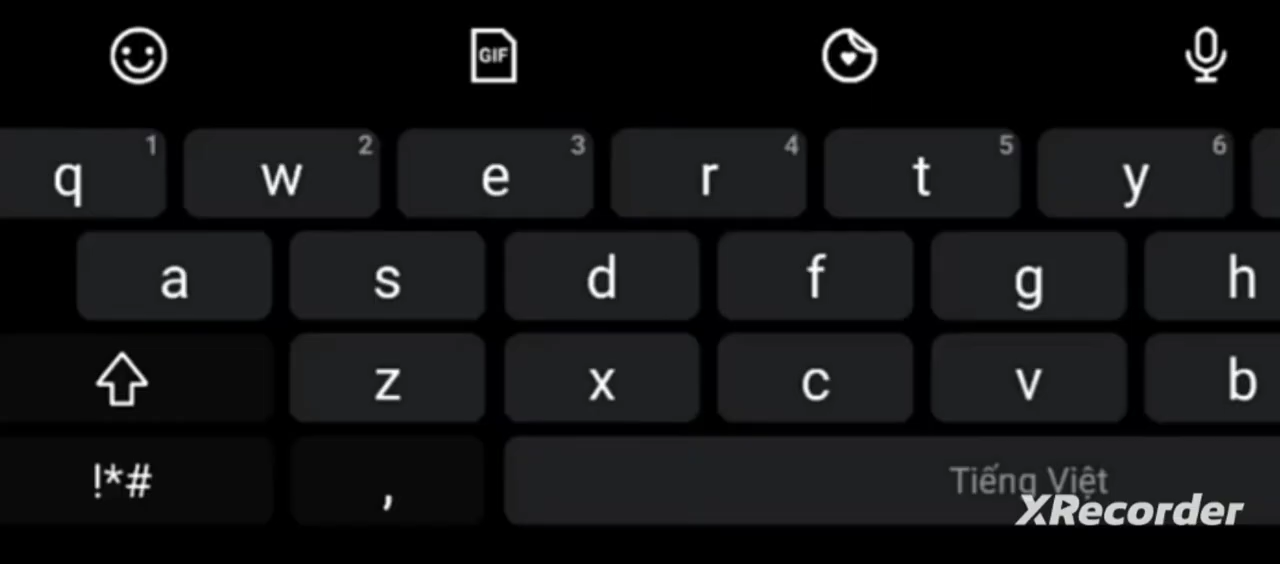 GIF
q 1 w 2 e 3 r 4 t 5 y 6
a s d f g h
z x c v b
!*# , Tiếng Việt
XRecorder